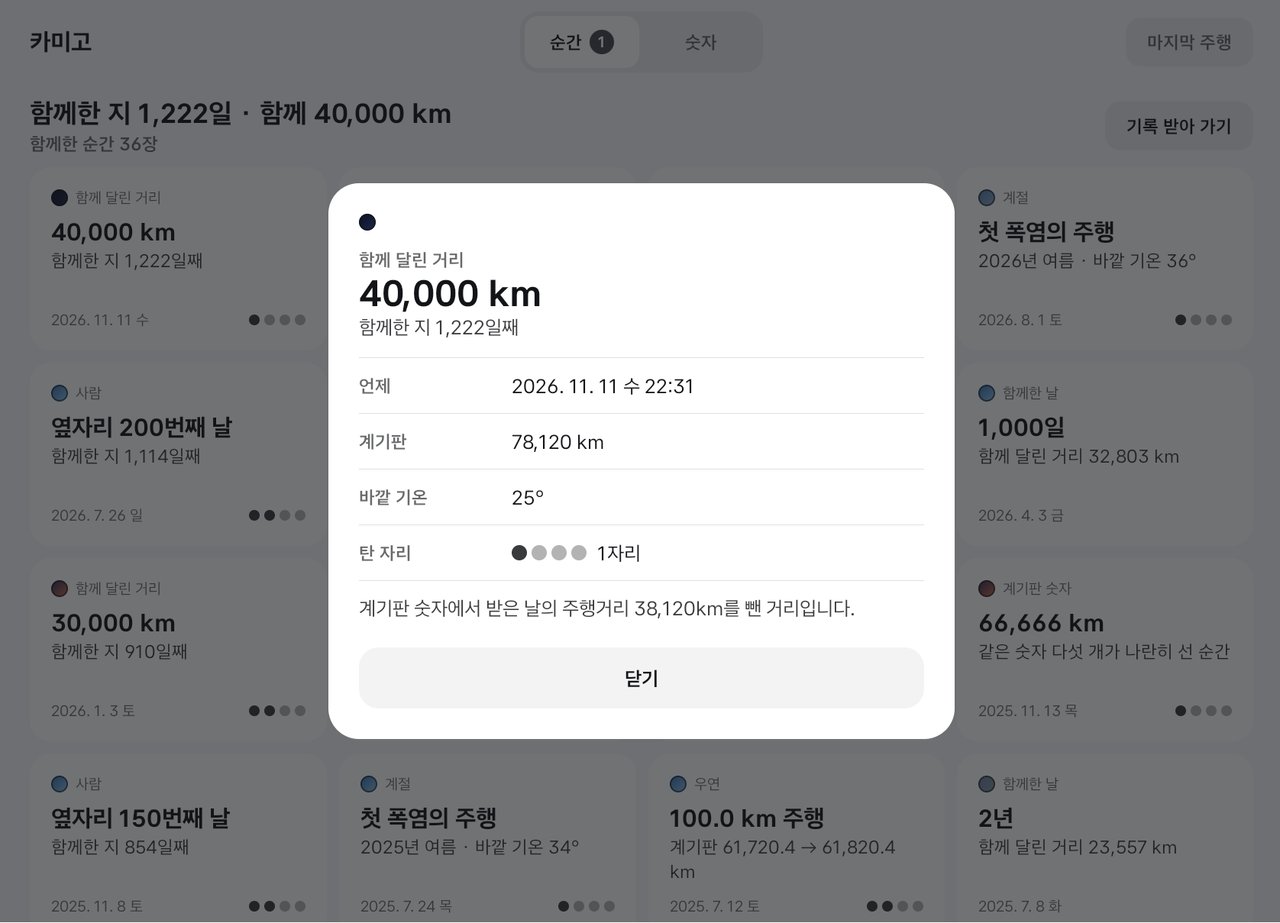 카미고
순간 1
숫자
마지막 주행
함께한 지 1,222일 · 함께 40,000 km
함께한 순간 36장
기록 받아 가기
함께 달린 거리
40,000 km
함께한 지 1,222일째
2026. 11. 11 수
계절
첫 폭염의 주행
2026년 여름 · 바깥 기온 36°
2026. 8. 1 토
함께 달린 거리
40,000 km
함께한 지 1,222일째
언제
2026. 11. 11 수 22:31
계기판
78,120 km
바깥 기온
25°
탄 자리
1자리
계기판 숫자에서 받은 날의 주행거리 38,120km를 뺀 거리입니다.
닫기
사람
옆자리 200번째 날
함께한 지 1,114일째
2026. 7. 26 일
함께한 날
1,000일
함께 달린 거리 32,803 km
2026. 4. 3 금
함께 달린 거리
30,000 km
함께한 지 910일째
2026. 1. 3 토
계기판 숫자
66,666 km
같은 숫자 다섯 개가 나란히 선 순간
2025. 11. 13 목
사람
옆자리 150번째 날
함께한 지 854일째
2025. 11. 8 토
계절
첫 폭염의 주행
2025년 여름 · 바깥 기온 34°
2025. 7. 24 목
우연
100.0 km 주행
계기판 61,720.4 → 61,820.4
km
2025. 7. 12 토
함께한 날
2년
함께 달린 거리 23,557 km
2025. 7. 8 화